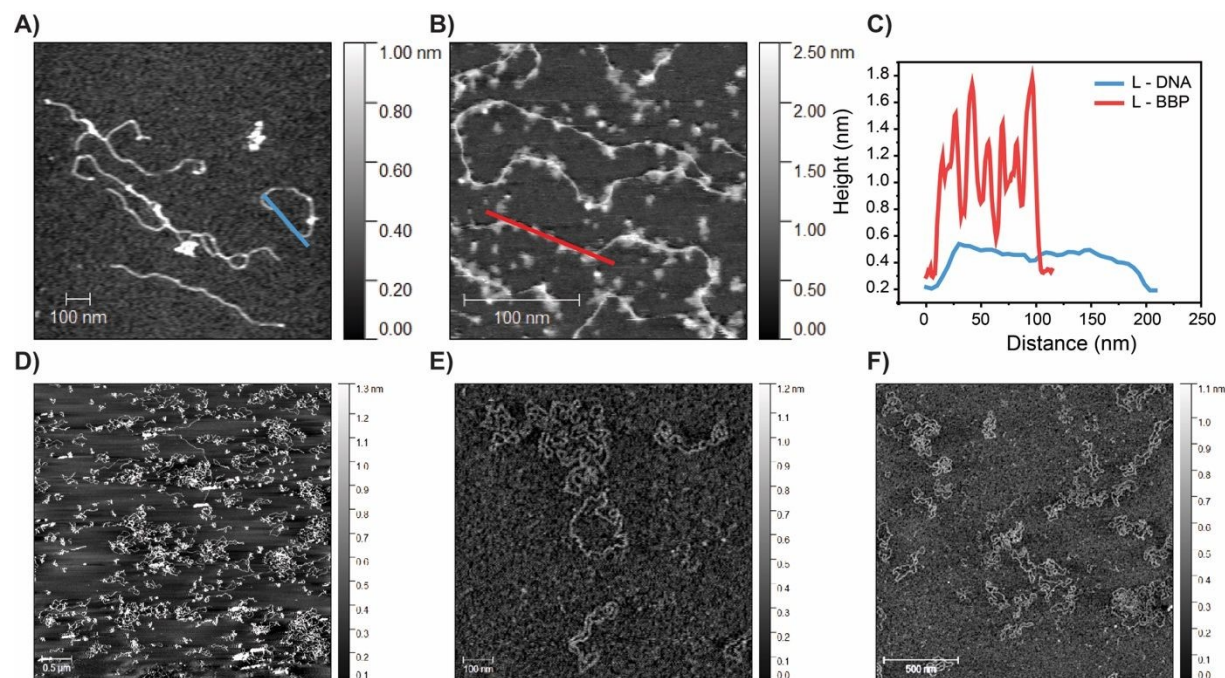 A)
1.00 nm
0.80
0.60
0.40
0.20
0.00
100 nm
B)
2.50 nm
2.00
1.50
1.00
0.50
0.00
100 nm
C)
Height (nm)
1.8
1.6
1.4
1.2
1.0
0.8
0.6
0.4
0.2
L - DNA
L - BBP
0 50 100 150 200 250
Distance (nm)
D)
1.3 nm
1.2
1.1
1.0
0.9
0.8
0.7
0.6
0.5
0.4
0.3
0.2
0.1
0.5 µm
E)
1.2 nm
1.1
1.0
0.9
0.8
0.7
0.6
0.5
0.4
0.3
0.2
0.1
0.0
100 nm
F)
1.1 nm
1.0
0.9
0.8
0.7
0.6
0.5
0.4
0.3
0.2
0.1
0.0
500 nm